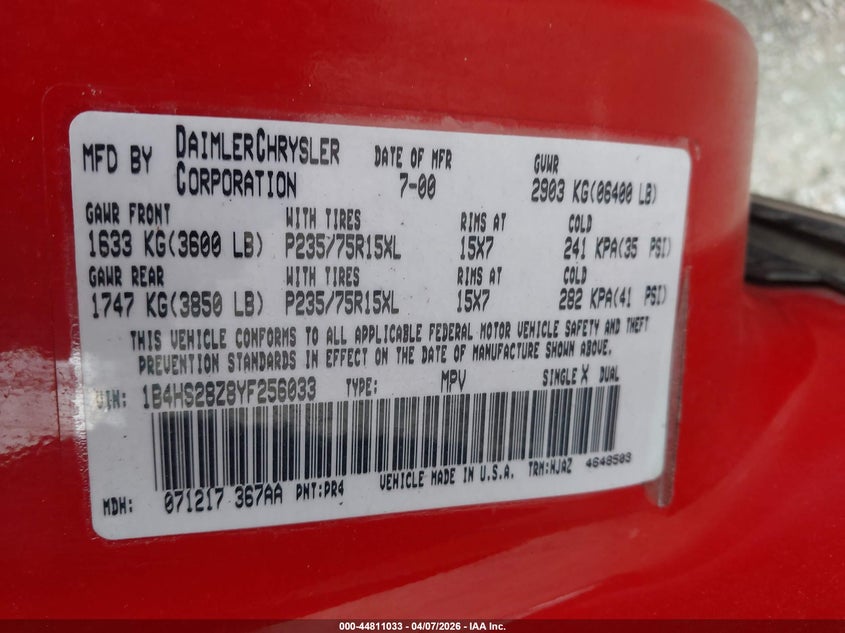 MFD BY DAIMLERCHRYSLER CORPORATION DATE OF MFR 7-00 GVWR 2903 KG(06400 LB)
GAWR FRONT WITH TIRES RIMS AT COLD
1633 KG(3600 LB) P235/75R15XL 15X7 241 KPA(35 PSI)
GAWR REAR WITH TIRES RIMS AT COLD
1747 KG(3850 LB) P235/75R15XL 15X7 282 KPA(41 PSI)
THIS VEHICLE CONFORMS TO ALL APPLICABLE FEDERAL MOTOR VEHICLE SAFETY AND THEFT
PREVENTION STANDARDS IN EFFECT ON THE DATE OF MANUFACTURE SHOWN ABOVE.
VIN: 1B4HS28Z8YF256033 TYPE: MPV SINGLE X DUAL
MDH: 071217 367AA PNT:PR4 VEHICLE MADE IN U.S.A. TRM:WJAZ 4648503
000-44811033 - 04/07/2026 - IAA Inc.